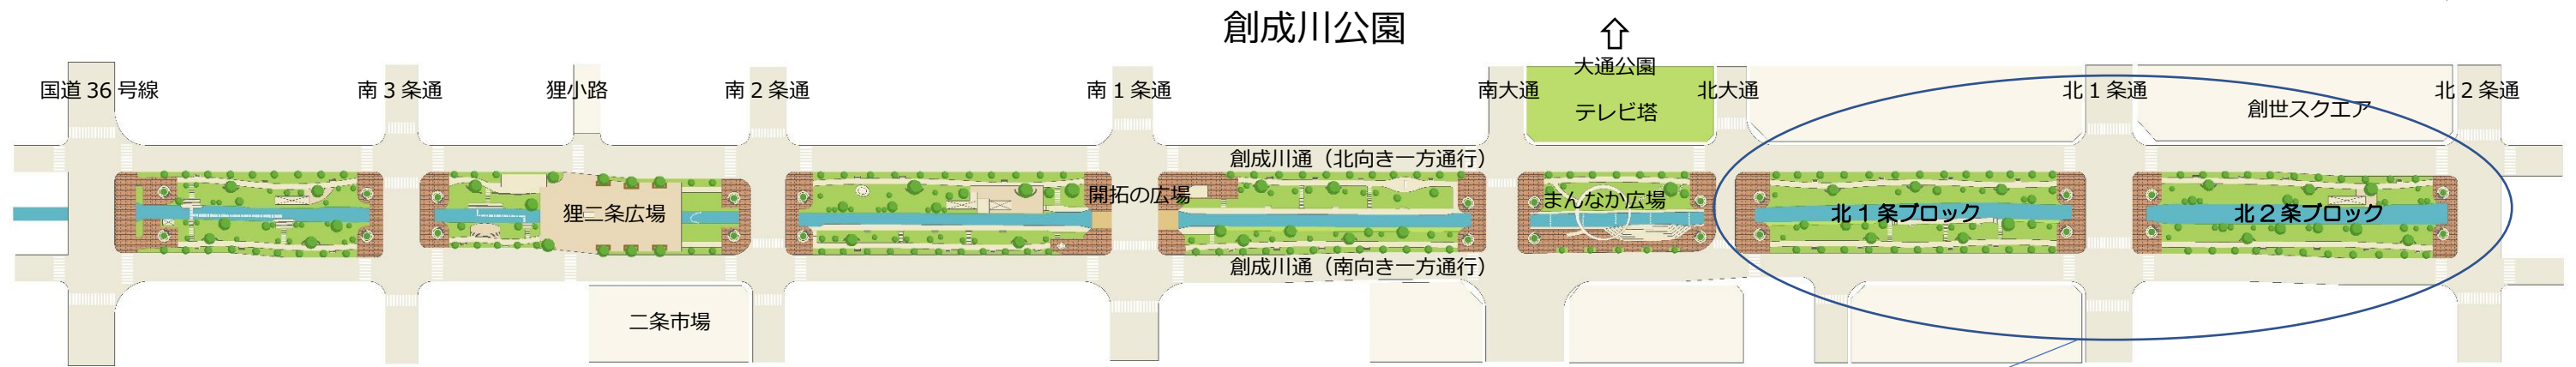 創成川公園
大通公園
テレビ塔
国道36号線
南3条通
狸小路
南2条通
南1条通
南大通
北大通
北1条通
創世スクエア
北2条通
創成川通（北向き一方通行）
狸二条広場
開拓の広場
まんなか広場
北1条ブロック
北2条ブロック
創成川通（南向き一方通行）
二条市場